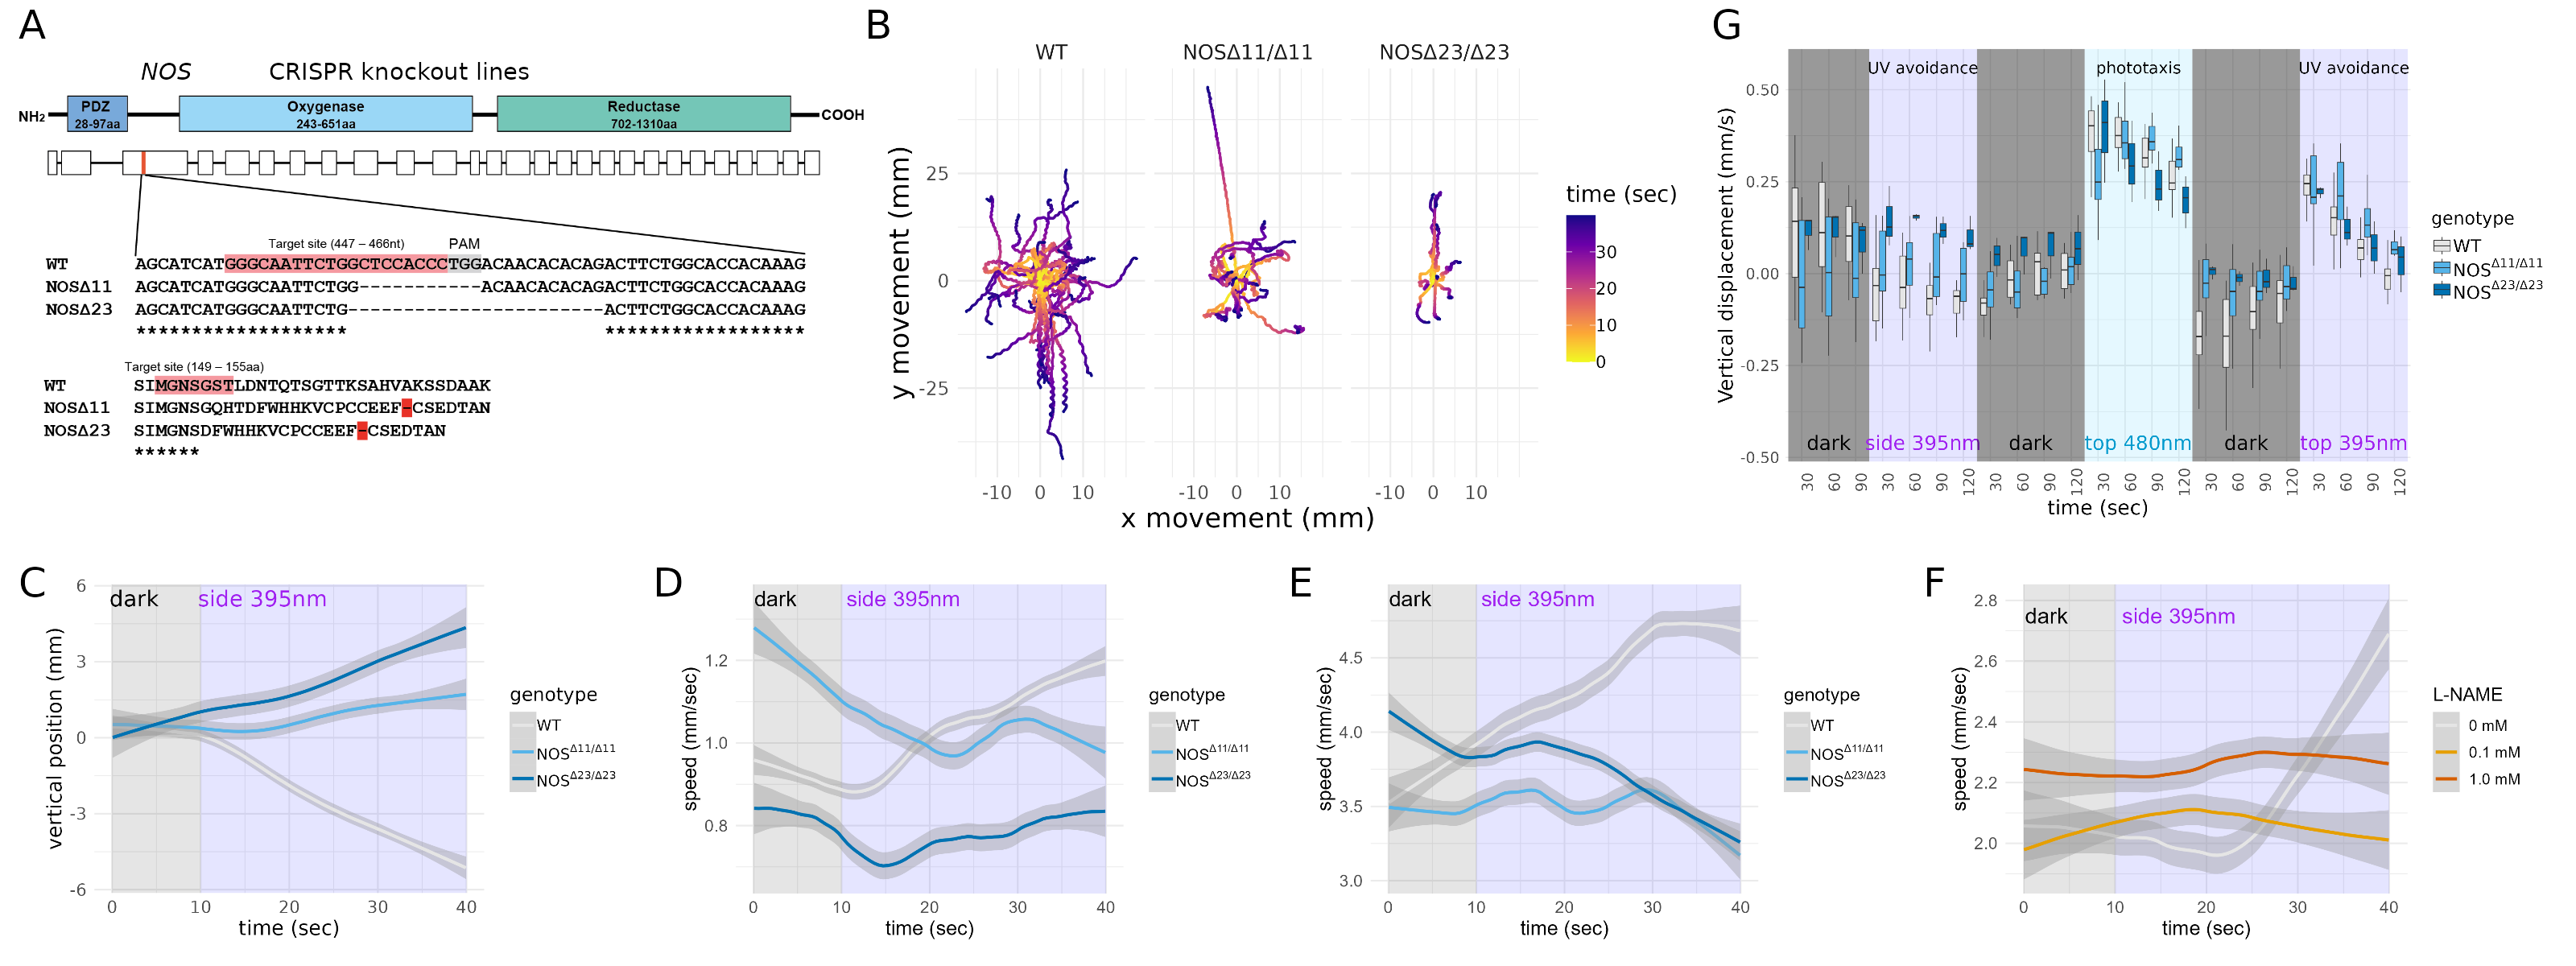 A
NOS CRISPR knockout lines
NH₂ PDZ 28-97aa Oxygenase 243-651aa Reductase 702-1310aa COOH
Target site (447 – 466nt) PAM
WT AGCATCATGGGCAATTCTGGCTCCACCCTGGACAACACACAGACTTCTGGCACCACAAAG
NOSΔ11 AGCATCATGGGCAATTCTGG-----------ACAACACACAGACTTCTGGCACCACAAAG
NOSΔ23 AGCATCATGGGCAATTCTG-----------------------ACTTCTGGCACCACAAAG
******************* ******************
Target site (149 – 155aa)
WT SIMGNSGSTLDNTQTSGTTKSAHVAKSSDAAK
NOSΔ11 SIMGNSGQHTDFWHHKVCPCCEEF-CSEDTAN
NOSΔ23 SIMGNSDFWHHKVCPCCEEF-CSEDTAN
******
B
WT NOSΔ11/Δ11 NOSΔ23/Δ23
y movement (mm)
25
0
-25
-10 0 10 -10 0 10 -10 0 10
x movement (mm)
time (sec)
30
20
10
0
G
Vertical displacement (mm/s)
0.50
0.25
0.00
-0.25
-0.50
UV avoidance phototaxis UV avoidance
dark side 395nm dark top 480nm dark top 395nm
30 60 90 30 60 90 120 30 60 90 120 30 60 90 120 30 60 90 120 30 60 90 120
time (sec)
genotype
WT
NOSΔ11/Δ11
NOSΔ23/Δ23
C
dark side 395nm
vertical position (mm)
6
3
0
-3
-6
0 10 20 30 40
time (sec)
genotype
WT
NOSΔ11/Δ11
NOSΔ23/Δ23
D
dark side 395nm
speed (mm/sec)
1.2
1.0
0.8
0 10 20 30 40
time (sec)
genotype
WT
NOSΔ11/Δ11
NOSΔ23/Δ23
E
dark side 395nm
speed (mm/sec)
4.5
4.0
3.5
3.0
0 10 20 30 40
time (sec)
genotype
WT
NOSΔ11/Δ11
NOSΔ23/Δ23
F
dark side 395nm
speed (mm/sec)
2.8
2.6
2.4
2.2
2.0
0 10 20 30 40
time (sec)
L-NAME
0 mM
0.1 mM
1.0 mM